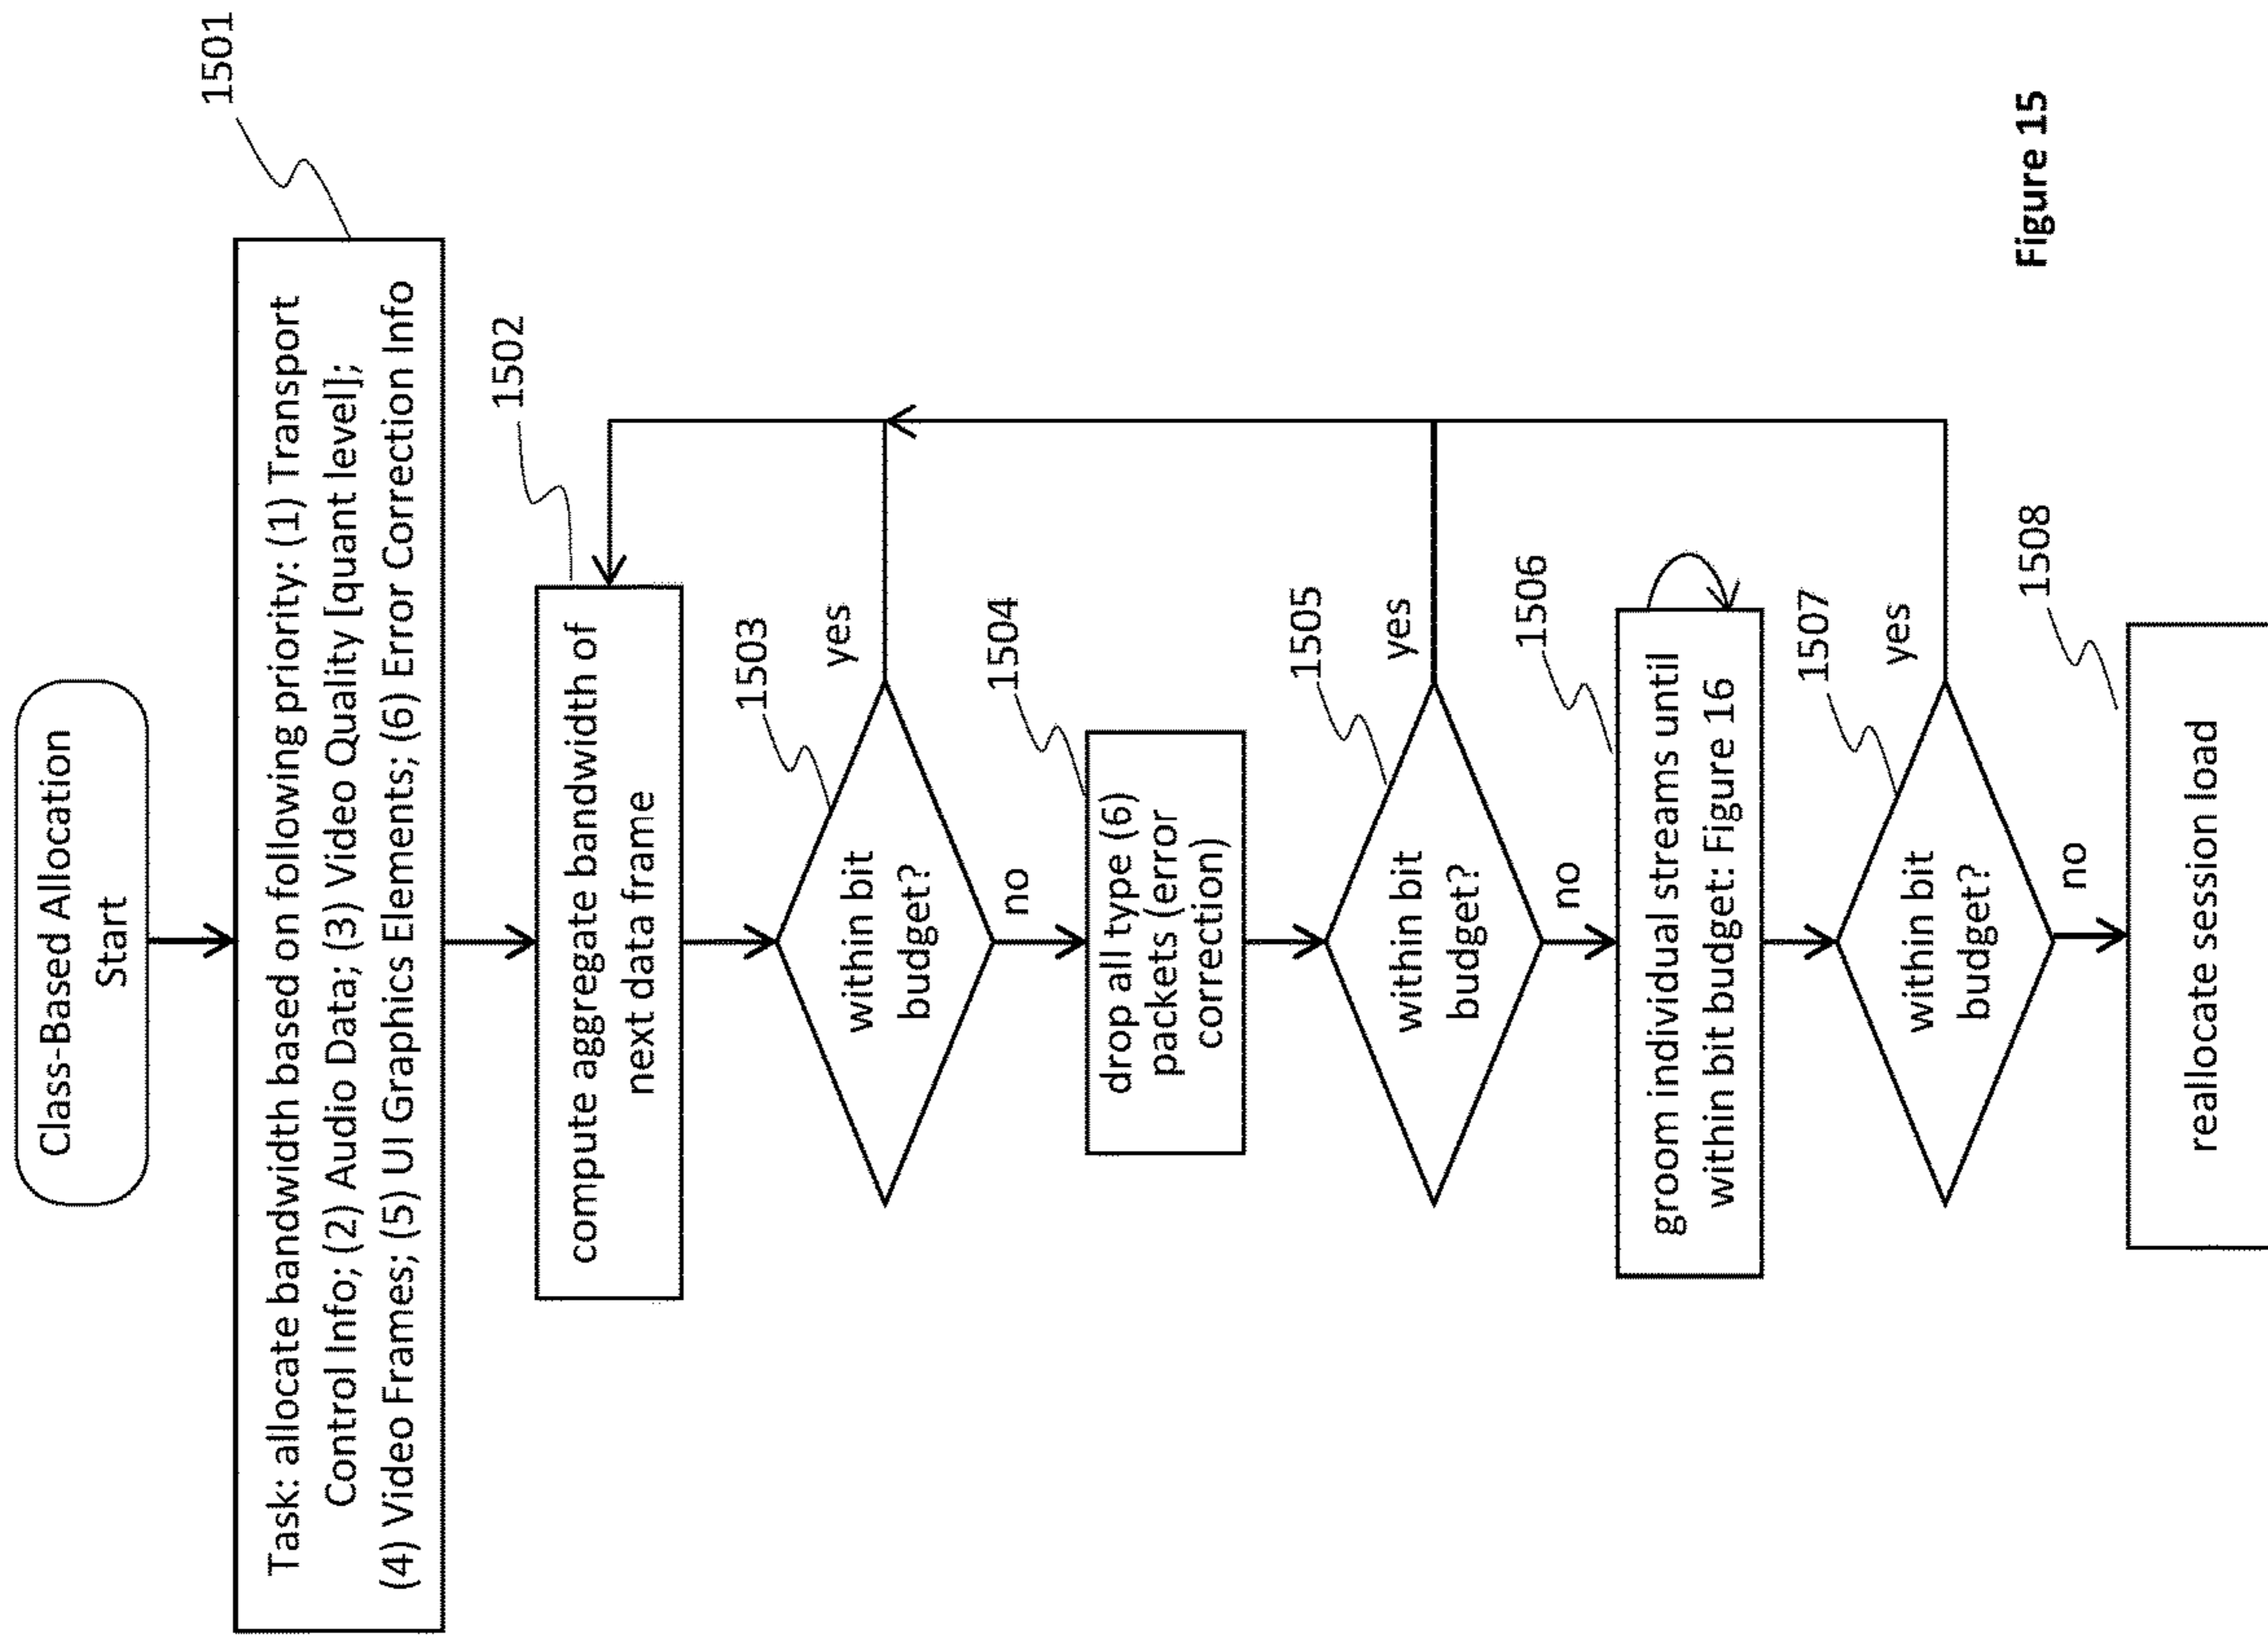 Class-Based Allocation
Start
1501
Task: allocate bandwidth based on following priority: (1) Transport
Control Info; (2) Audio Data; (3) Video Quality [quant level];
(4) Video Frames; (5) UI Graphics Elements; (6) Error Correction Info
1502
compute aggregate bandwidth of
next data frame
1503
within bit
budget?
yes
no
1504
drop all type (6)
packets (error
correction)
1505
within bit
budget?
yes
no
1506
groom individual streams until
within bit budget: Figure 16
1507
within bit
budget?
yes
no
1508
reallocate session load
Figure 15